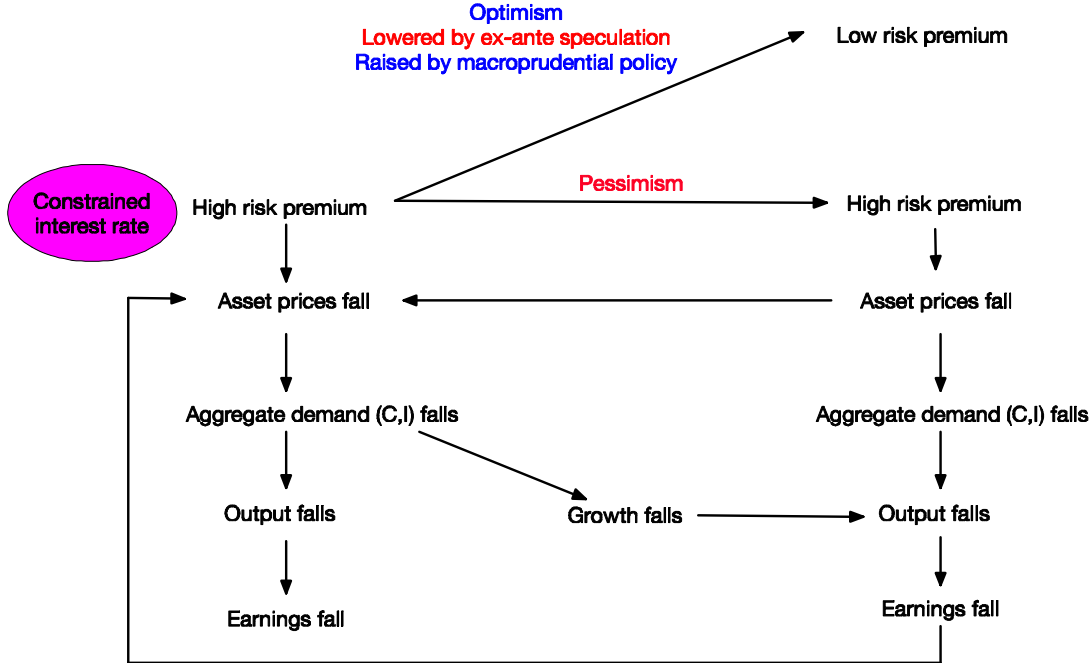 Optimism
Lowered by ex-ante speculation
Raised by macroprudential policy
Low risk premium
Constrained
interest rate
High risk premium
Pessimism
High risk premium
Asset prices fall
Asset prices fall
Aggregate demand (C,I) falls
Aggregate demand (C,I) falls
Output falls
Growth falls
Output falls
Earnings fall
Earnings fall